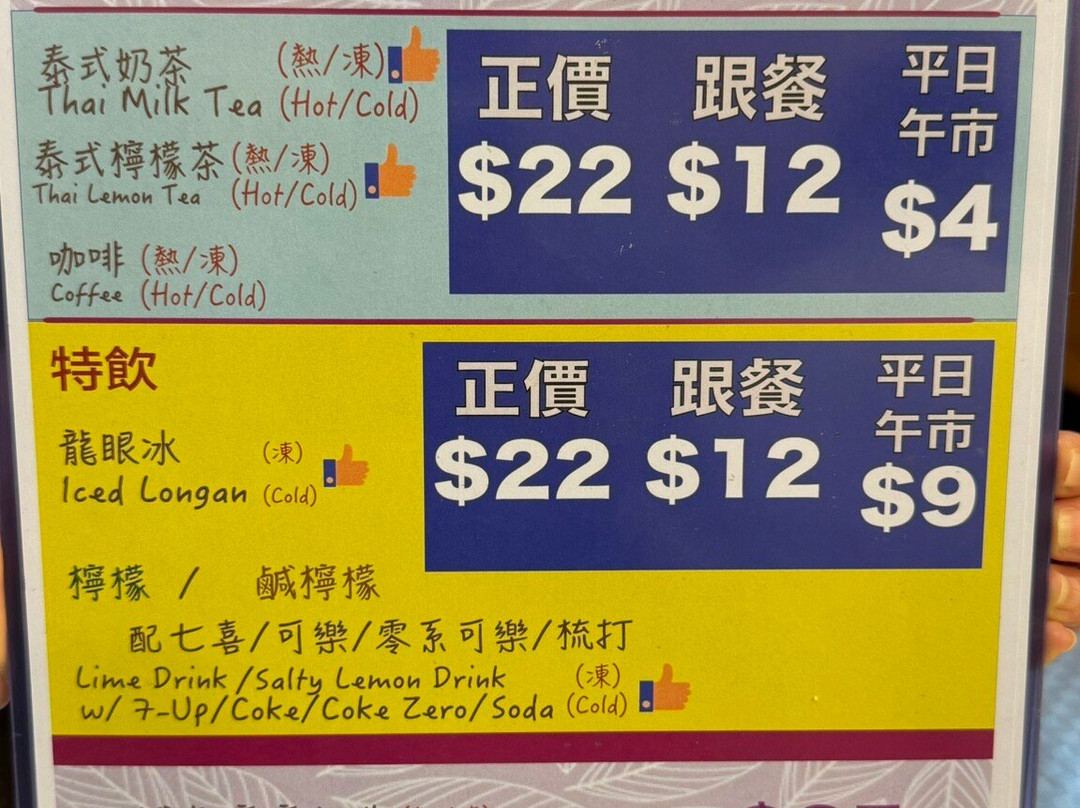 泰式奶茶 (熱/凍)
Thai Milk Tea (Hot/Cold)
泰式檸檬茶 (熱/凍)
Thai Lemon Tea (Hot/Cold)
咖啡 (熱/凍)
Coffee (Hot/Cold)
正價 跟餐 平日
午市
$22 $12 $4
特飲
龍眼冰 (凍)
Iced Longan (Cold)
正價 跟餐 平日
午市
$22 $12 $9
檸檬 / 鹹檸檬
配七喜/可樂/零系可樂/梳打
Lime Drink/Salty Lemon Drink (凍)
w/ 7-Up/Coke/Coke Zero/Soda (Cold)